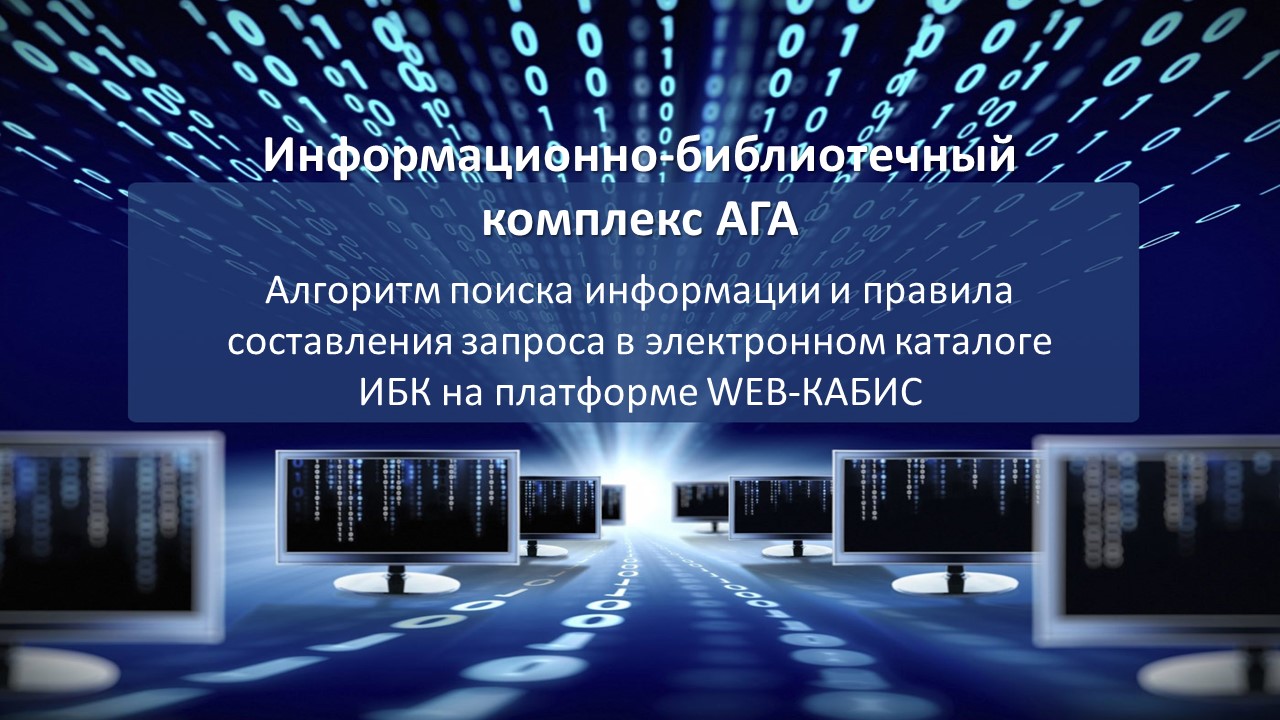 Информационно-библиотечный
комплекс АГА
Алгоритм поиска информации и правила
составления запроса в электронном каталоге
ИБК на платформе WEB-КАБИС